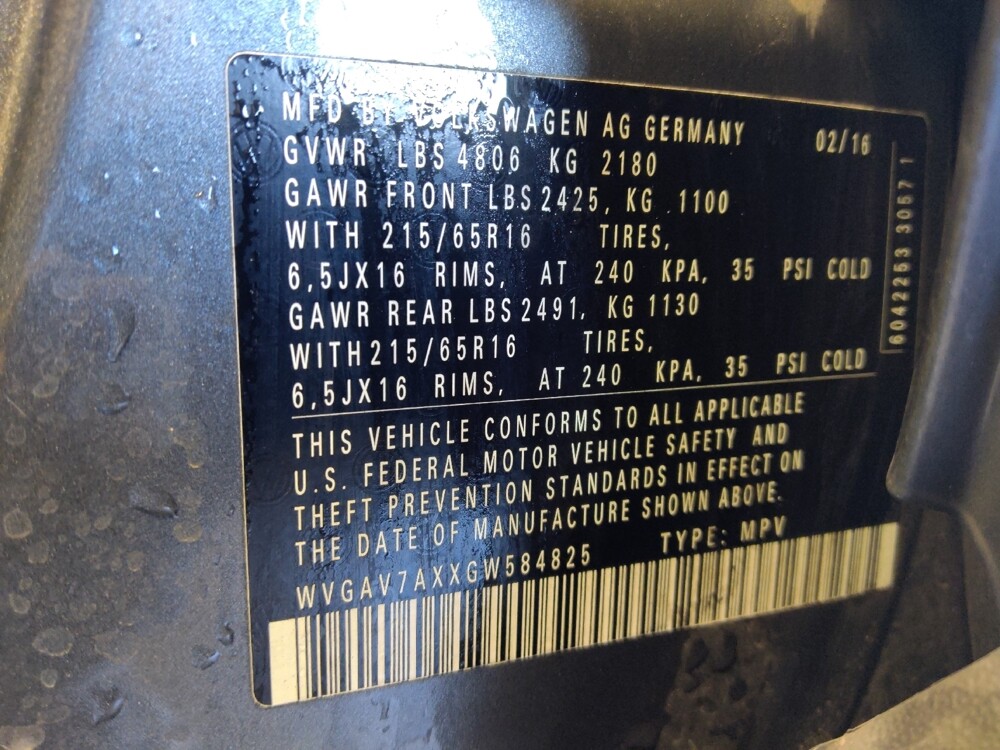 MFD BY VOLKSWAGEN AG GERMANY 02/16
GVWR LBS 4806 KG 2180
GAWR FRONT LBS 2425, KG 1100
WITH 215/65R16 TIRES,
6,5JX16 RIMS, AT 240 KPA, 35 PSI COLD
GAWR REAR LBS 2491, KG 1130
WITH 215/65R16 TIRES,
6,5JX16 RIMS, AT 240 KPA, 35 PSI COLD
THIS VEHICLE CONFORMS TO ALL APPLICABLE
U.S. FEDERAL MOTOR VEHICLE SAFETY AND
THEFT PREVENTION STANDARDS IN EFFECT ON
THE DATE OF MANUFACTURE SHOWN ABOVE.
WVGAV7AXXGW584825 TYPE: MPV
6042253 3057 1